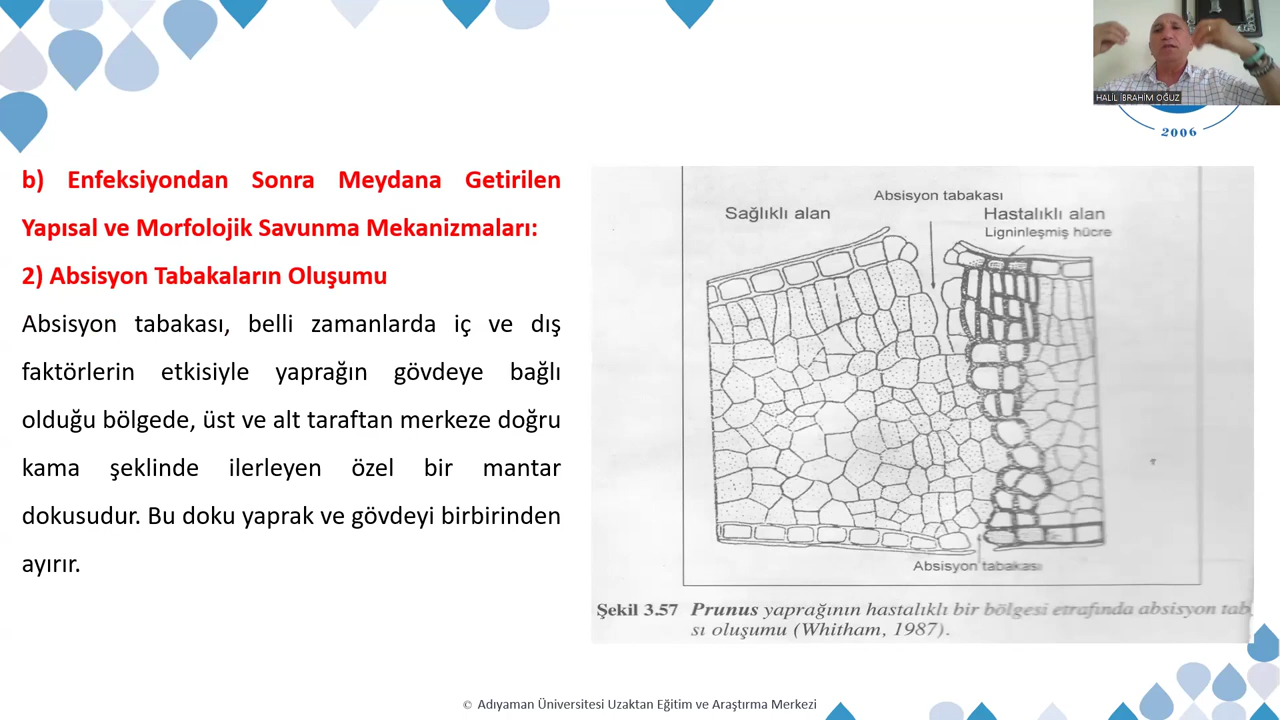 HALİL İBRAHİM OĞUZ
2006
b) Enfeksiyondan Sonra Meydana Getirilen
Yapısal ve Morfolojik Savunma Mekanizmaları:
2) Absisyon Tabakaların Oluşumu
Absisyon tabakası, belli zamanlarda iç ve dış
faktörlerin etkisiyle yaprağın gövdeye bağlı
olduğu bölgede, üst ve alt taraftan merkeze doğru
kama şeklinde ilerleyen özel bir mantar
dokusudur. Bu doku yaprak ve gövdeyi birbirinden
ayırır.
Absisyon tabakası
Sağlıklı alan
Hastalıklı alan
Ligninleşmiş hücre
Absisyon tabakası
Şekil 3.57 Prunus yaprağının hastalıklı bir bölgesi etrafında absisyon tab
sı oluşumu (Whitham, 1987).
© Adıyaman Üniversitesi Uzaktan Eğitim ve Araştırma Merkezi